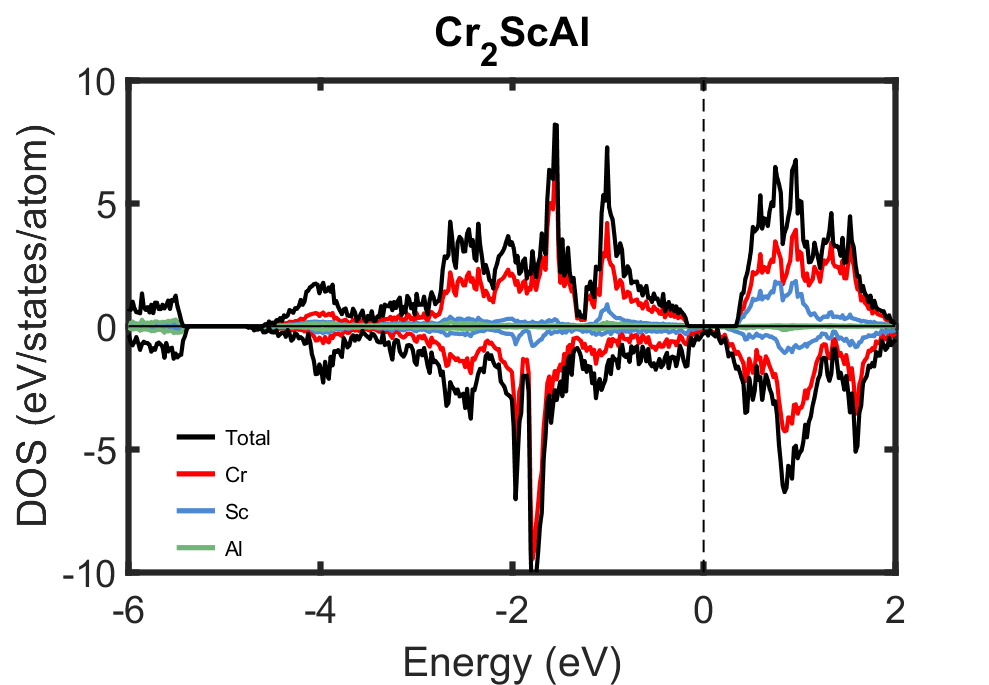 Cr2ScAl
DOS (eV/states/atom)
10
5
0
-5
-10
Total
Cr
Sc
Al
-6
-4
-2
0
2
Energy (eV)